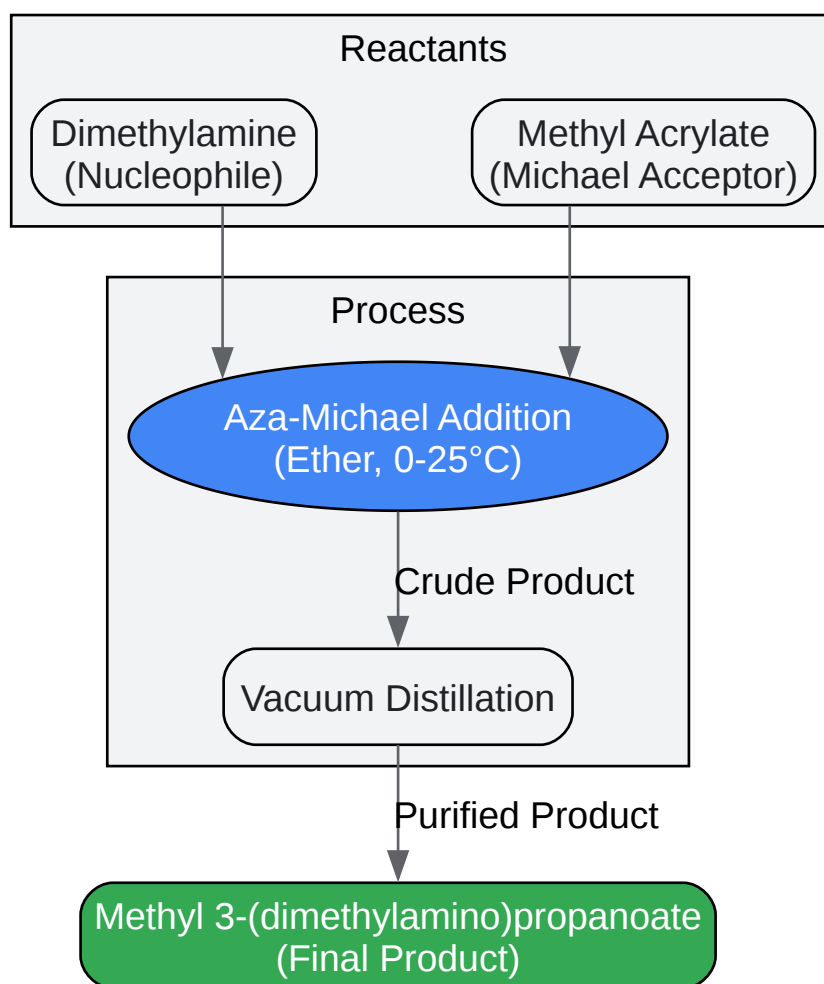 Reactants
Dimethylamine
(Nucleophile)
Methyl Acrylate
(Michael Acceptor)
Process
Aza-Michael Addition
(Ether, 0-25°C)
Crude Product
Vacuum Distillation
Purified Product
Methyl 3-(dimethylamino)propanoate
(Final Product)